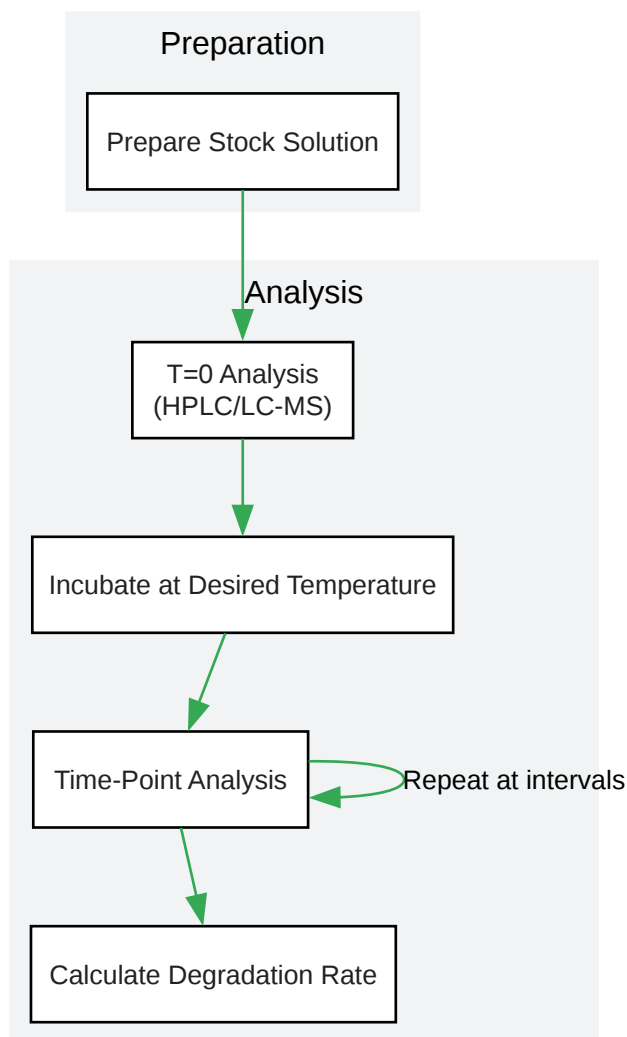 Preparation
Prepare Stock Solution
Analysis
T=0 Analysis
(HPLC/LC-MS)
Incubate at Desired Temperature
Time-Point Analysis
Repeat at intervals
Calculate Degradation Rate